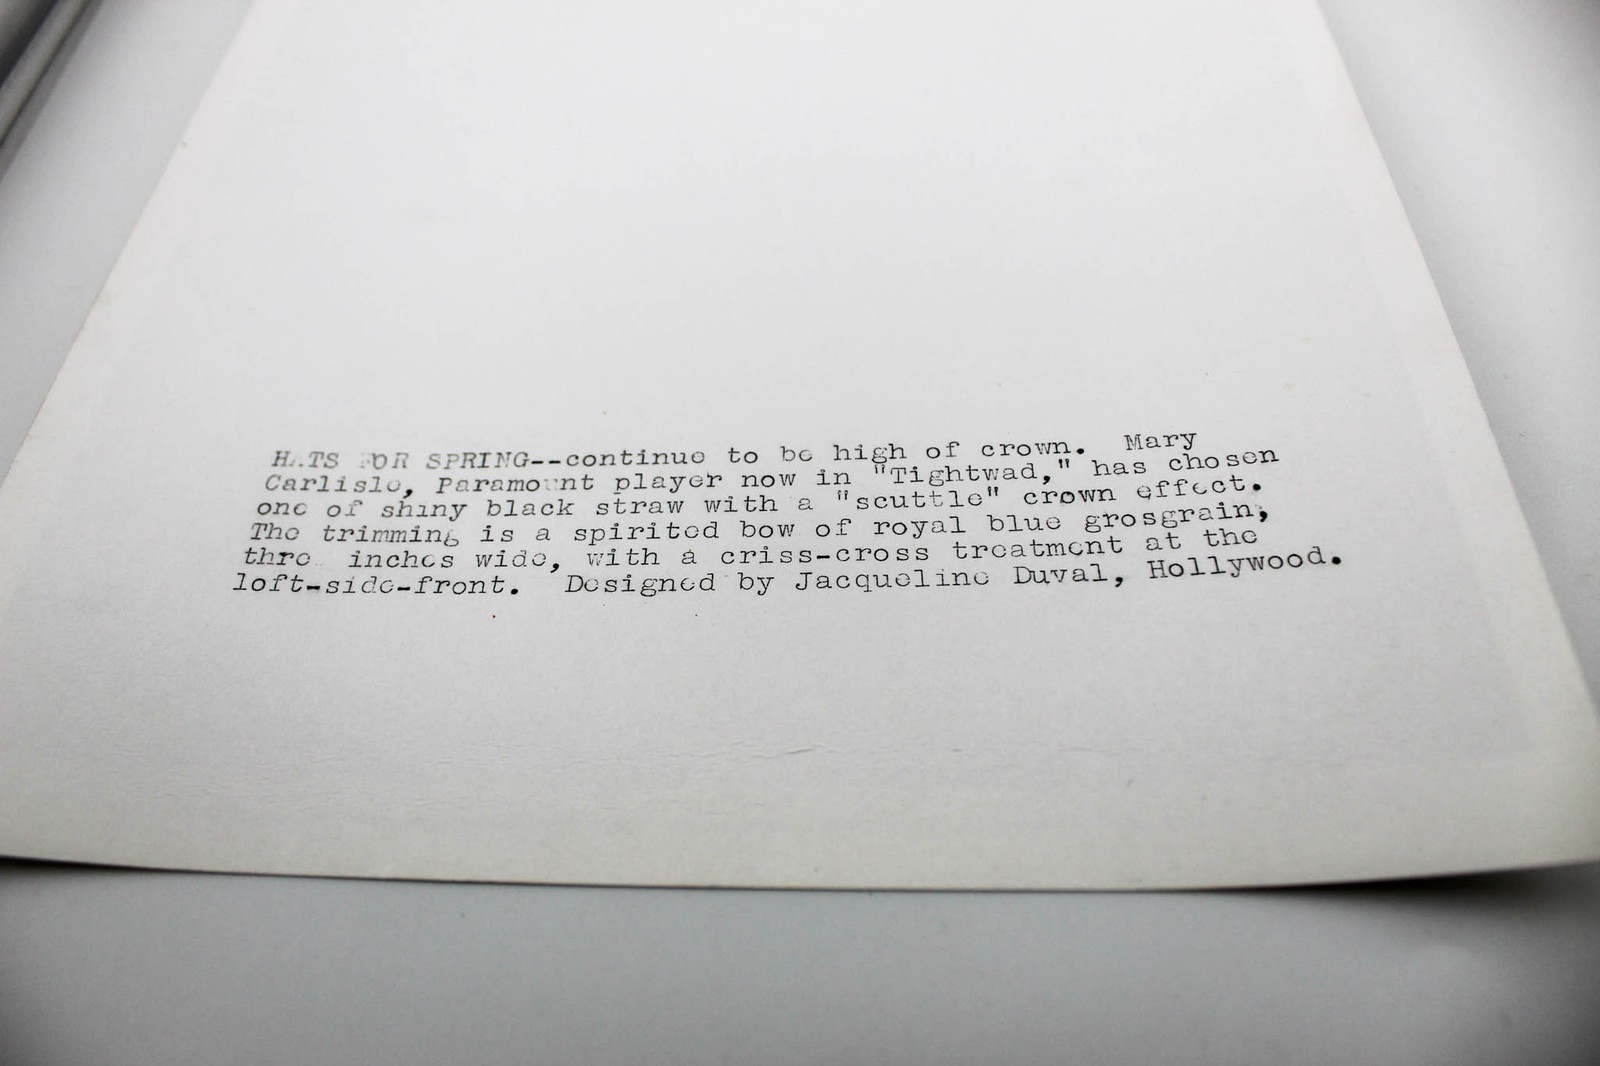 HATS FOR SPRING--continue to be high of crown. Mary
Carlisle, Paramount player now in "Tightwad," has chosen
one of shiny black straw with a "scuttle" crown effect.
The trimming is a spirited bow of royal blue grosgrain,
three inches wide, with a criss-cross treatment at the
left-side-front. Designed by Jacqueline Duval, Hollywood.